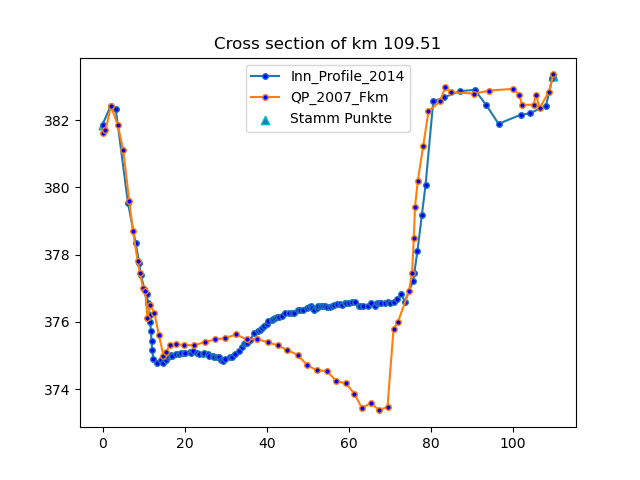 Cross section of km 109.51
Inn_Profile_2014
QP_2007_Fkm
Stamm Punkte
382
380
378
376
374
0 20 40 60 80 100